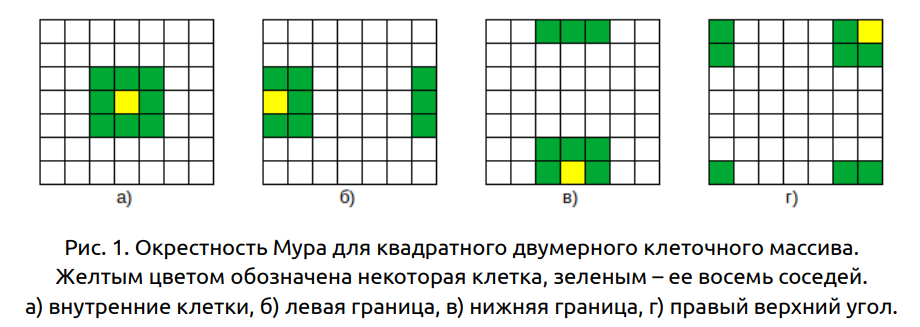 а) б) в) г)
Рис. 1. Окрестность Мура для квадратного двумерного клеточного массива.
Желтым цветом обозначена некоторая клетка, зеленым – ее восемь соседей.
а) внутренние клетки, б) левая граница, в) нижняя граница, г) правый верхний угол.